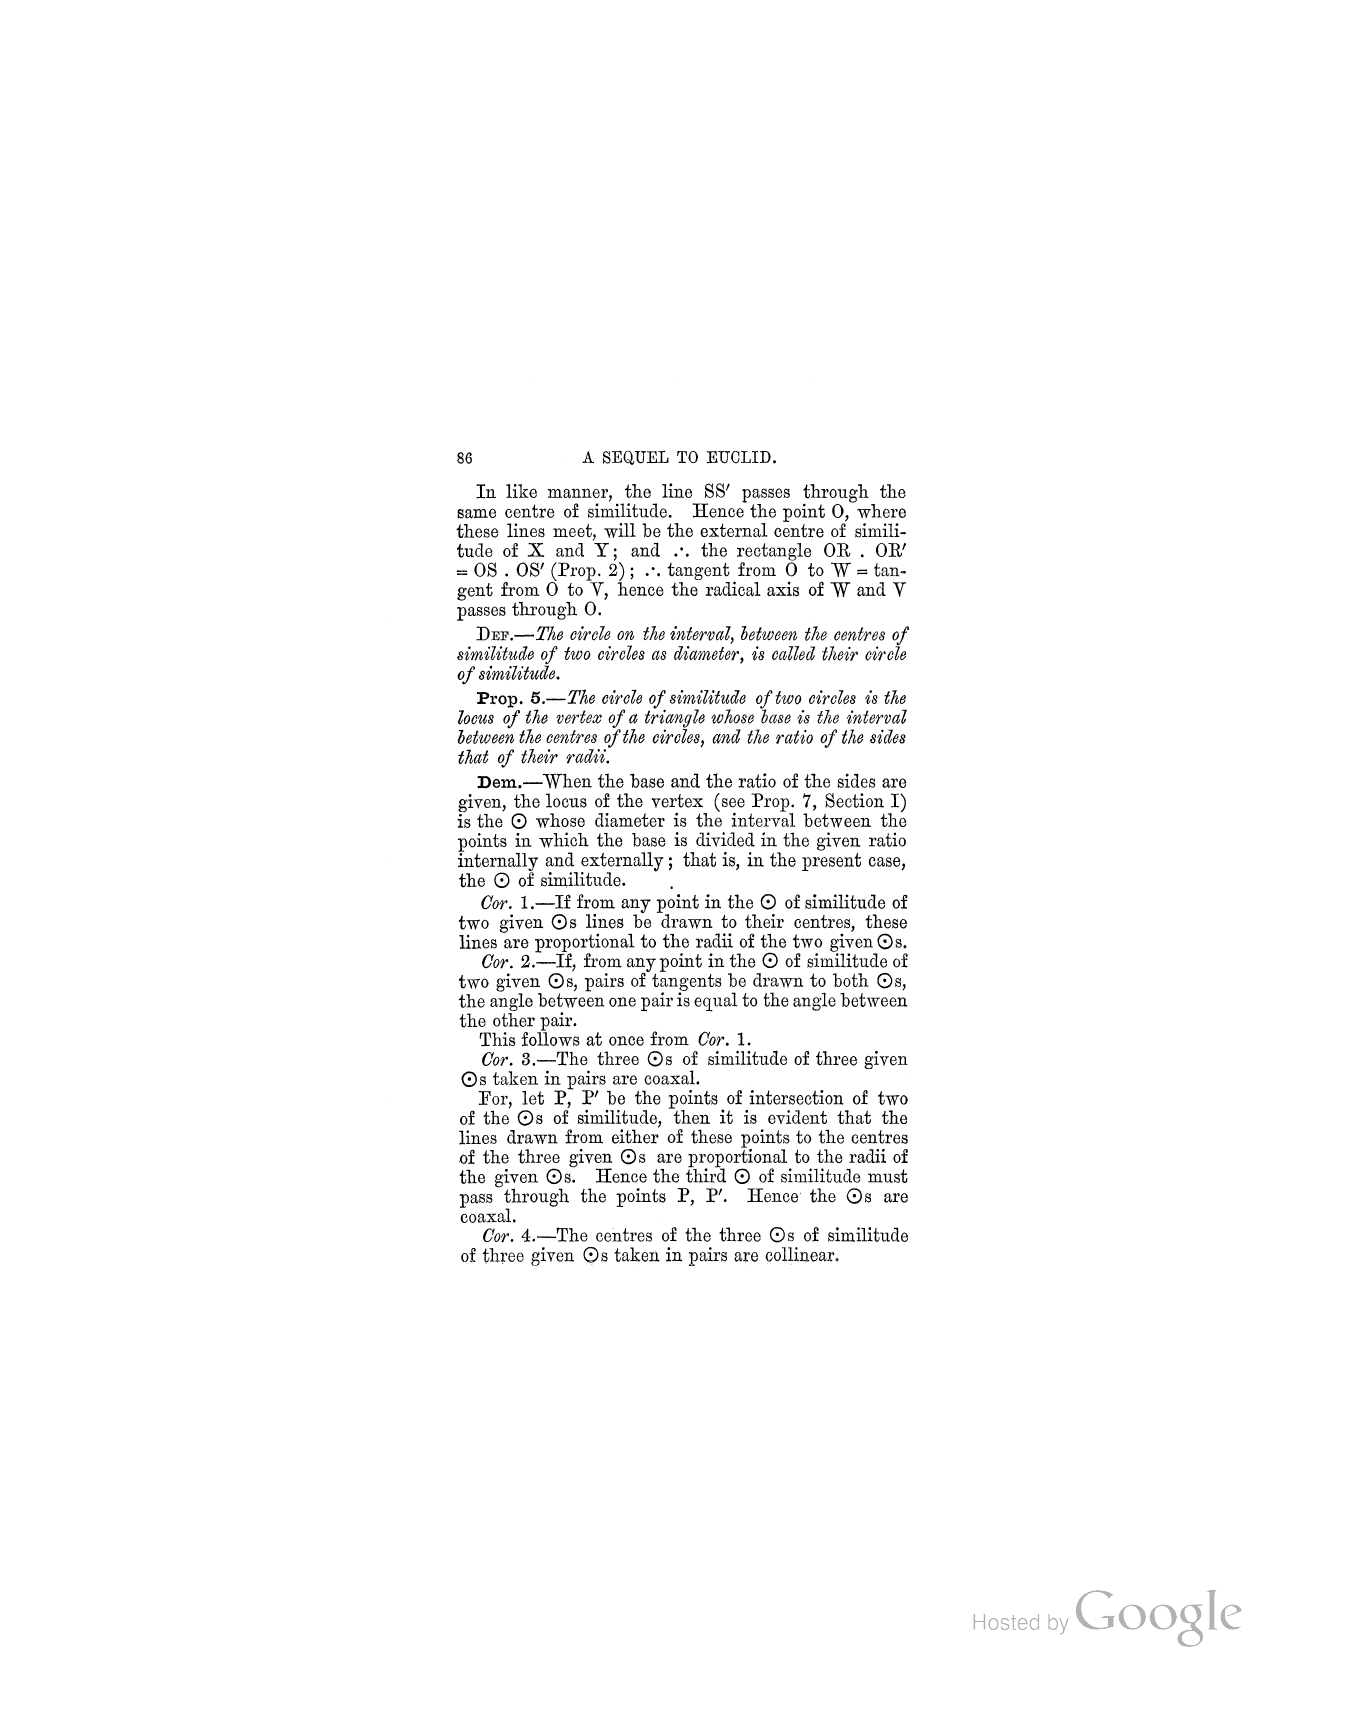 86 A SEQUEL TO EUCLID.
In like manner, the line SS′ passes through the
same centre of similitude. Hence the point O, where
these lines meet, will be the external centre of simili-
tude of X and Y; and ∴ the rectangle OR . OR′
= OS . OS′ (Prop. 2); ∴ tangent from O to W = tan-
gent from O to V, hence the radical axis of W and V
passes through O.
DEF.—The circle on the interval, between the centres of
similitude of two circles as diameter, is called their circle
of similitude.
Prop. 5.—The circle of similitude of two circles is the
locus of the vertex of a triangle whose base is the interval
between the centres of the circles, and the ratio of the sides
that of their radii.
Dem.—When the base and the ratio of the sides are
given, the locus of the vertex (see Prop. 7, Section I)
is the ⊙ whose diameter is the interval between the
points in which the base is divided in the given ratio
internally and externally; that is, in the present case,
the ⊙ of similitude.
Cor. 1.—If from any point in the ⊙ of similitude of
two given ⊙s lines be drawn to their centres, these
lines are proportional to the radii of the two given ⊙s.
Cor. 2.—If, from any point in the ⊙ of similitude of
two given ⊙s, pairs of tangents be drawn to both ⊙s,
the angle between one pair is equal to the angle between
the other pair.
This follows at once from Cor. 1.
Cor. 3.—The three ⊙s of similitude of three given
⊙s taken in pairs are coaxal.
For, let P, P′ be the points of intersection of two
of the ⊙s of similitude, then it is evident that the
lines drawn from either of these points to the centres
of the three given ⊙s are proportional to the radii of
the given ⊙s. Hence the third ⊙ of similitude must
pass through the points P, P′. Hence the ⊙s are
coaxal.
Cor. 4.—The centres of the three ⊙s of similitude
of three given ⊙s taken in pairs are collinear.
Hosted by Google